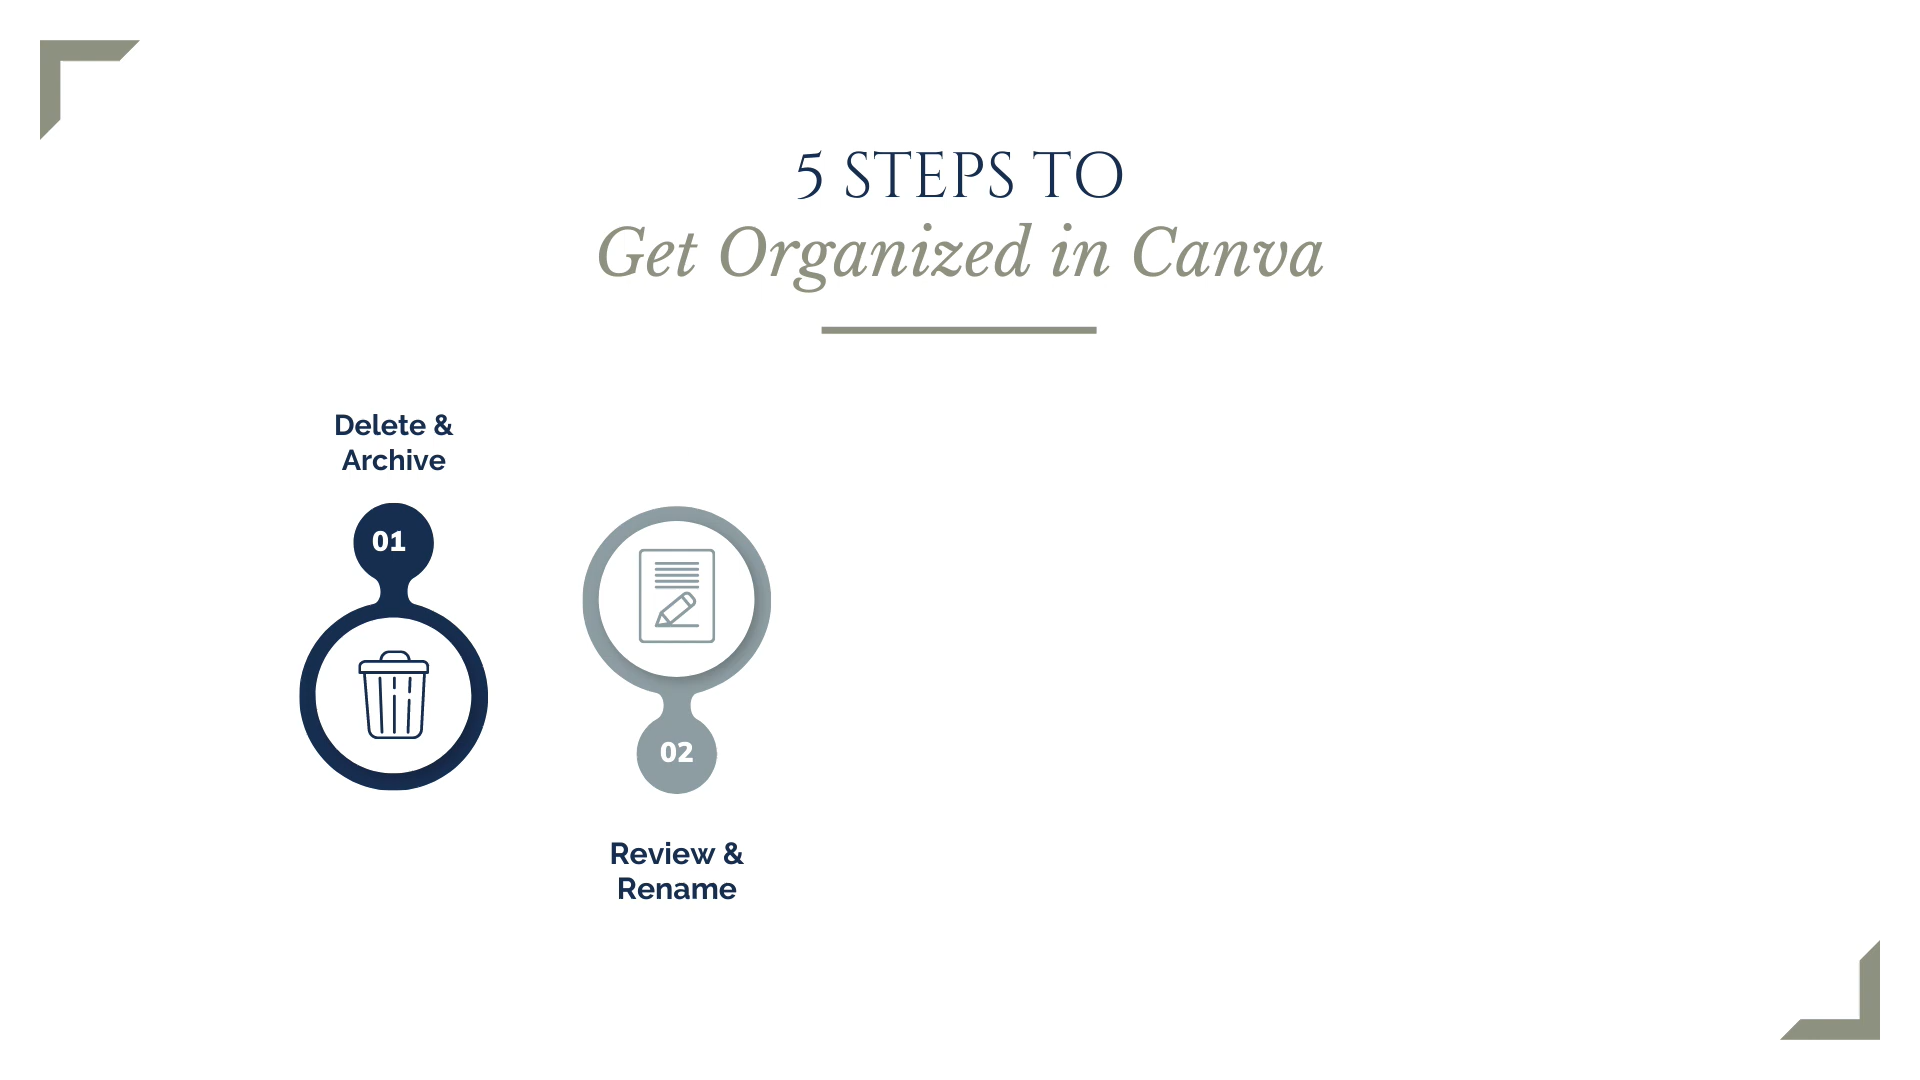 5 STEPS TO
Get Organized in Canva
Delete &
Archive
01
02
Review &
Rename